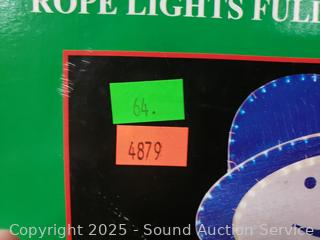 ROPE LIGHTS FULL
64.
4879
Copyright 2025 - Sound Auction Service